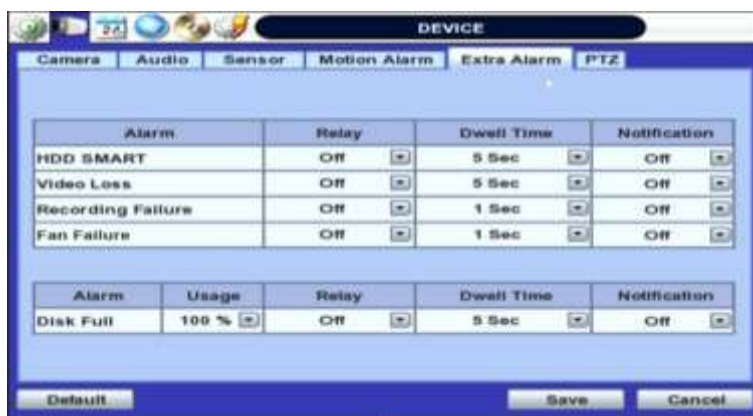 DEVICE
Camera Audio Sensor Motion Alarm Extra Alarm PTZ
Alarm Relay Dwell Time Notification
HDD SMART Off 5 Sec Off
Video Loss Off 5 Sec Off
Recording Failure Off 1 Sec Off
Fan Failure Off 1 Sec Off
Alarm Usage Relay Dwell Time Notification
Disk Full 100 % Off 5 Sec Off
Default Save Cancel